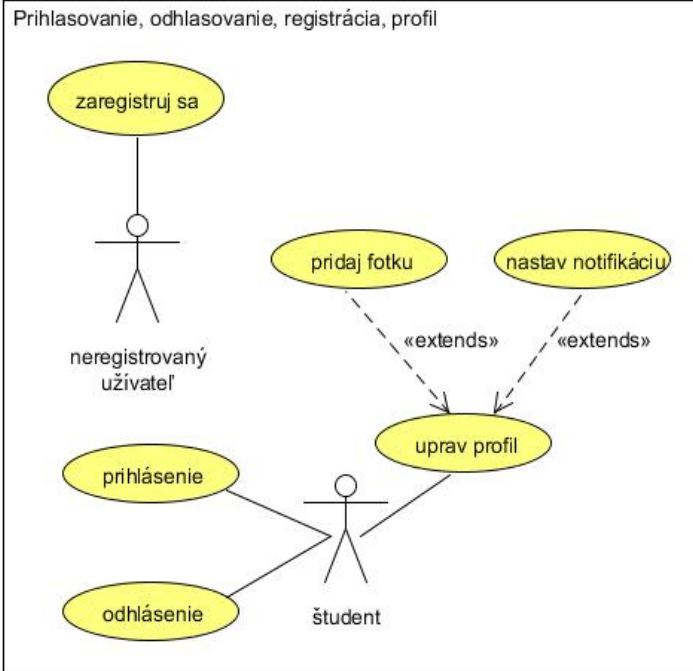 Prihlasovanie, odhlasovanie, registrácia, profil
zaregistruj sa
neregistrovaný
užívateľ
pridaj fotku
nastav notifikáciu
«extends»
«extends»
uprav profil
prihlásenie
odhlásenie
študent